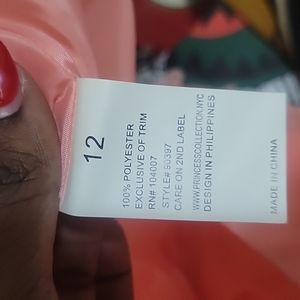 12
100% POLYESTER
EXCLUSIVE OF TRIM
RN# 104007
STYLE# 90397
CARE ON 2ND LABEL
WWW.PRINCESSCOLLECTION.NYC
DESIGN IN PHILIPPINES
MADE IN CHINA